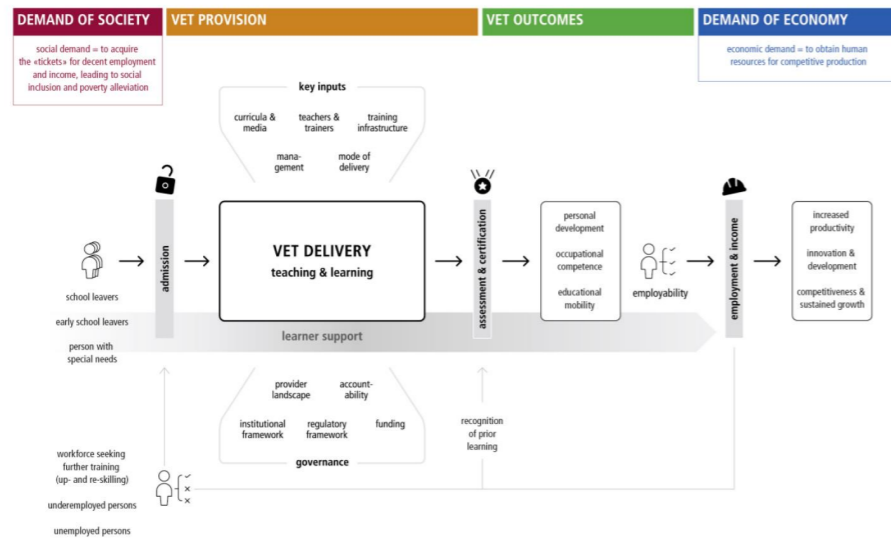 DEMAND OF SOCIETY
VET PROVISION
VET OUTCOMES
DEMAND OF ECONOMY
social demand = to acquire
the «tickets» for decent employment
and income, leading to social
inclusion and poverty alleviation
economic demand = to obtain human
resources for competitive production
key inputs
curricula &
media
teachers &
trainers
training
infrastructure
mana-
gement
mode of
delivery
admission
VET DELIVERY
teaching & learning
assessment & certification
personal
development
occupational
competence
educational
mobility
employability
employment & income
increased
productivity
innovation &
development
competitiveness &
sustained growth
school leavers
early school leavers
person with
special needs
learner support
provider
landscape
account-
ability
institutional
framework
regulatory
framework
funding
governance
recognition
of prior
learning
workforce seeking
further training
(up- and re-skilling)
underemployed persons
unemployed persons